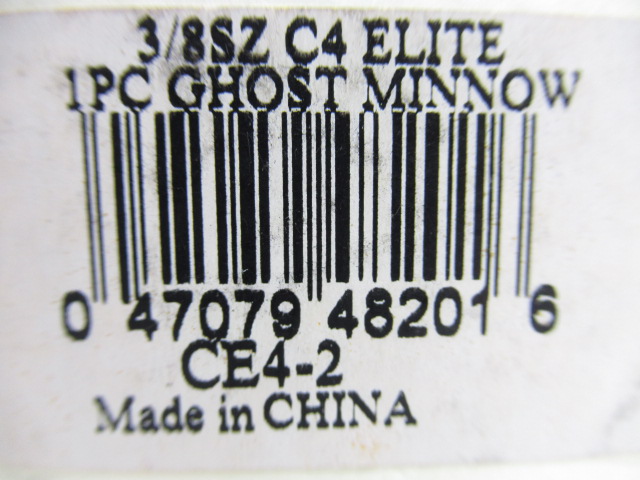 3/8SZ C4 ELITE
1PC GHOST MINNOW
0 47079 48201 6
CE4-2
Made in CHINA